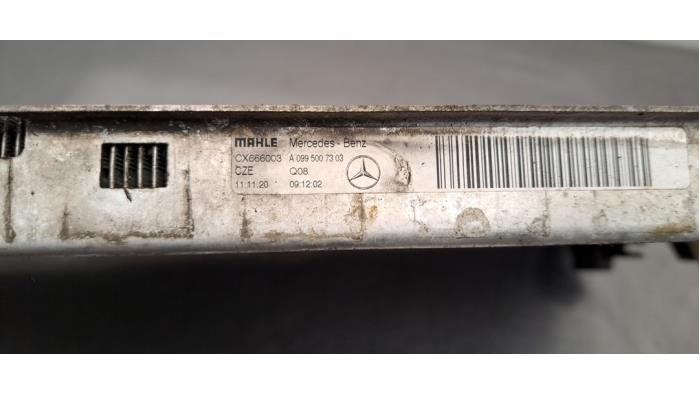 MAHLE Mercedes-Benz
CX666003 A 099 500 73 03
CZE Q08
11.11.20 09:12:02